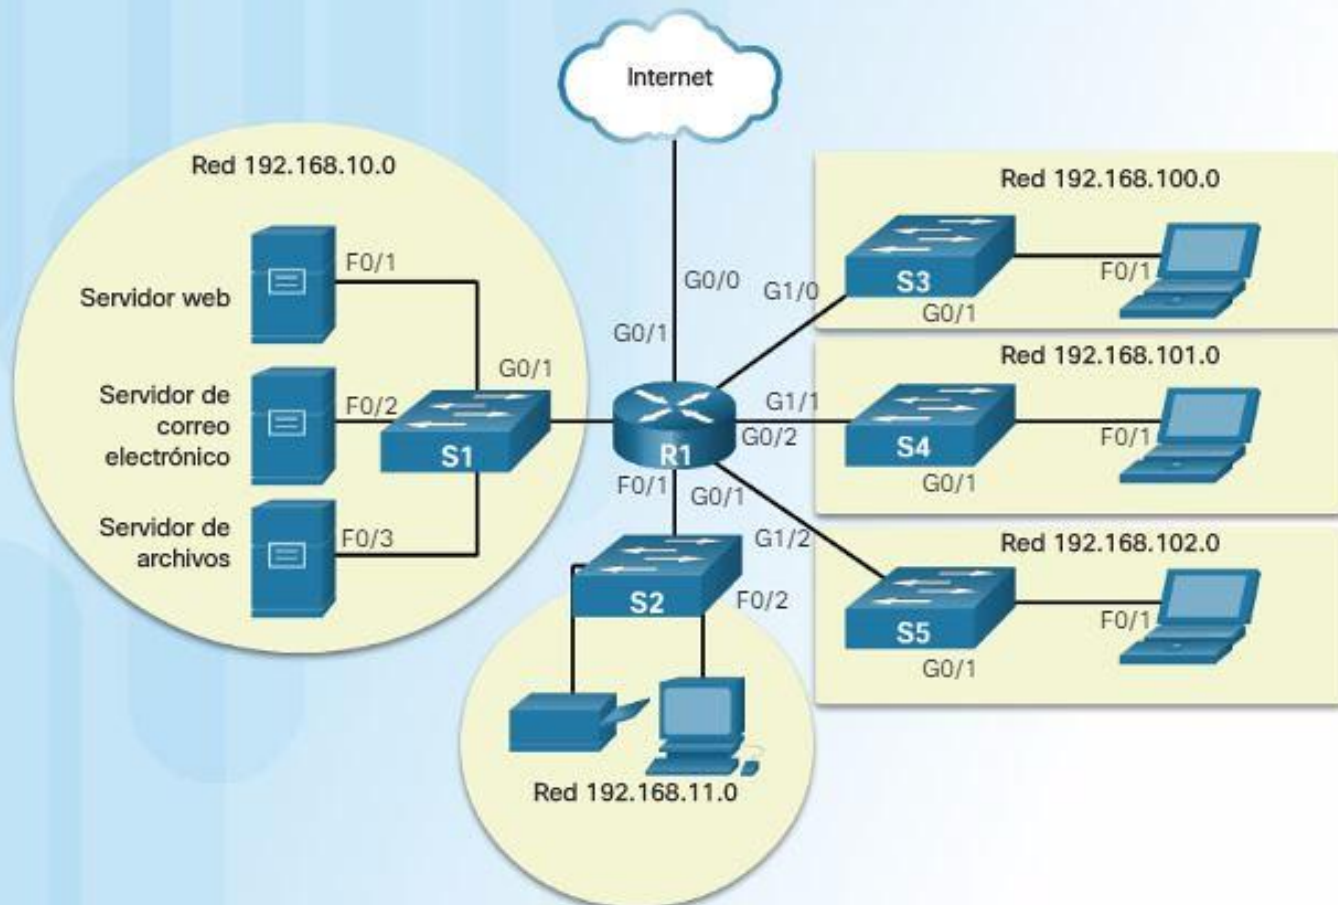 Internet
Red 192.168.10.0
Servidor web
F0/1
Servidor de
correo
electrónico
F0/2
Servidor de
archivos
F0/3
G0/1
S1
G0/0
G0/1
G1/0
R1
G1/1
G0/2
F0/1
G0/1
G1/2
S2
F0/2
Red 192.168.11.0
Red 192.168.100.0
S3
F0/1
G0/1
Red 192.168.101.0
S4
F0/1
G0/1
Red 192.168.102.0
S5
F0/1
G0/1